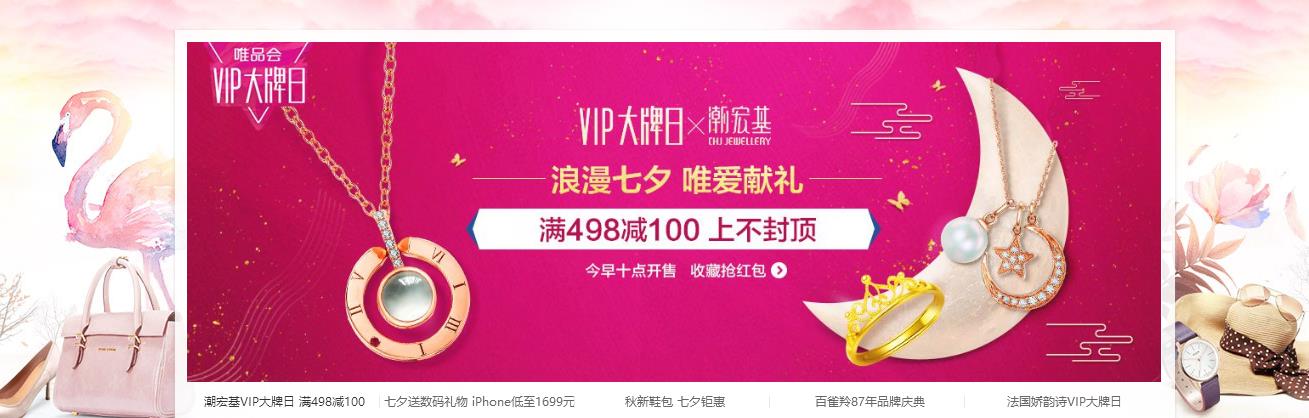 唯品会
VIP大牌日
VIP大牌日×潮宏基
CHJ JEWELLERY
浪漫七夕 唯爱献礼
满498减100 上不封顶
今早十点开售 收藏抢红包
潮宏基VIP大牌日 满498减100
七夕送数码礼物 iPhone低至1699元
秋新鞋包 七夕钜惠
百雀羚87年品牌庆典
法国娇韵诗VIP大牌日